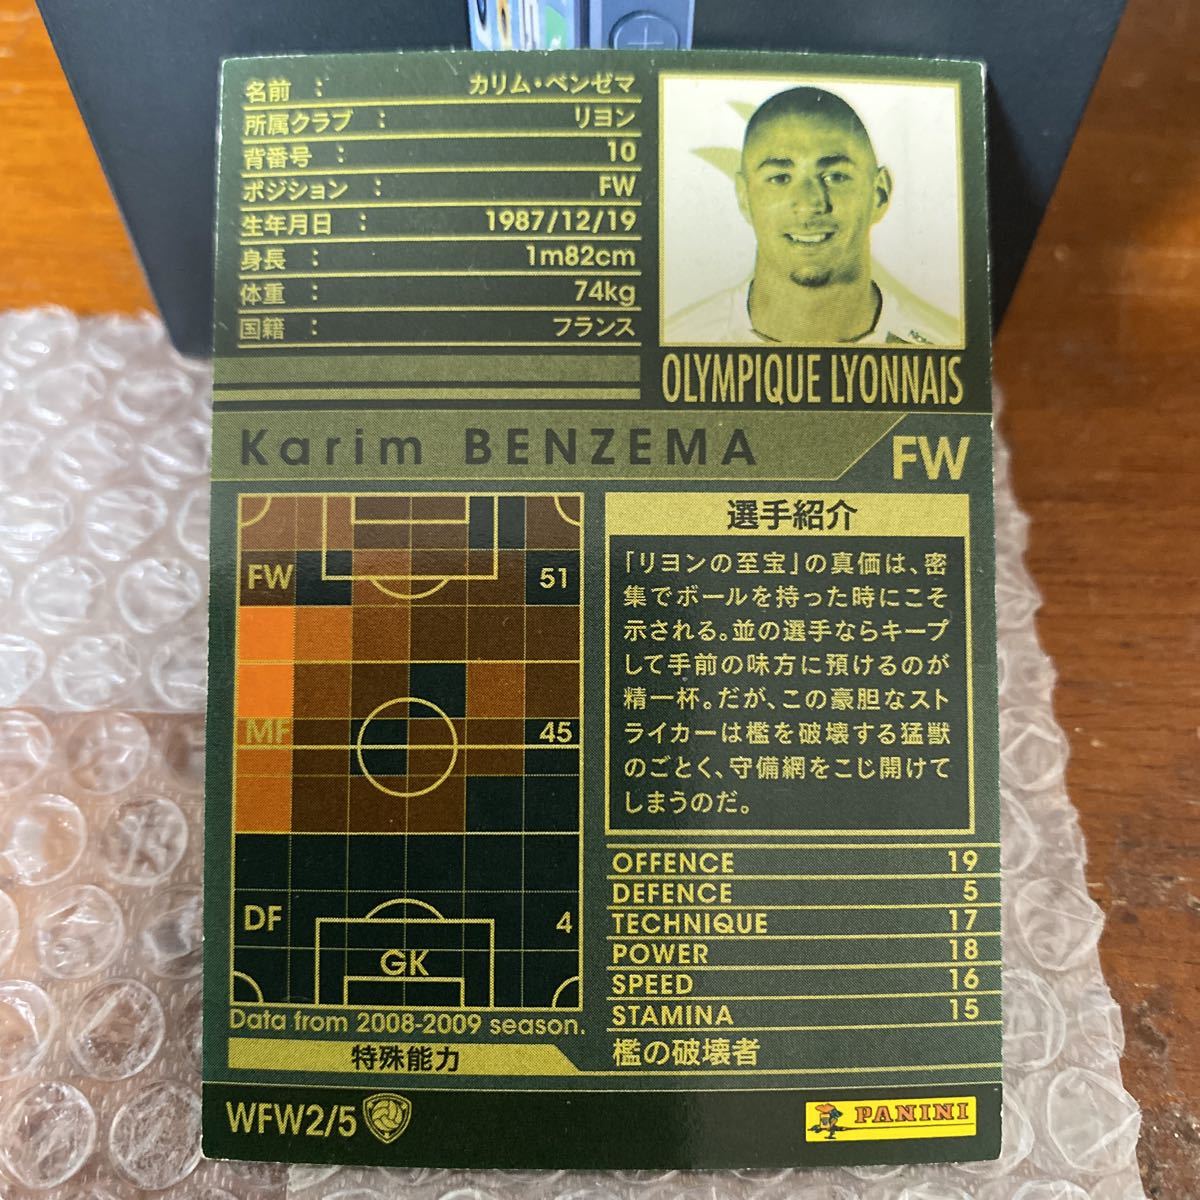 名前 : カリム・ベンゼマ
所属クラブ : リヨン
背番号 : 10
ポジション : FW
生年月日 : 1987/12/19
身長 : 1m82cm
体重 : 74kg
国籍 : フランス
OLYMPIQUE LYONNAIS
Karim BENZEMA
FW
FW 51
MF 45
DF 4
GK
Data from 2008-2009 season.
選手紹介
「リヨンの至宝」の真価は、密
集でボールを持った時にこそ
示される。並の選手ならキープ
して手前の味方に預けるのが
精一杯。だが、この豪胆なスト
ライカーは檻を破壊する猛獣
のごとく、守備網をこじ開けて
しまうのだ。
OFFENCE 19
DEFENCE 5
TECHNIQUE 17
POWER 18
SPEED 16
STAMINA 15
特殊能力 檻の破壊者
WFW2/5
PANINI